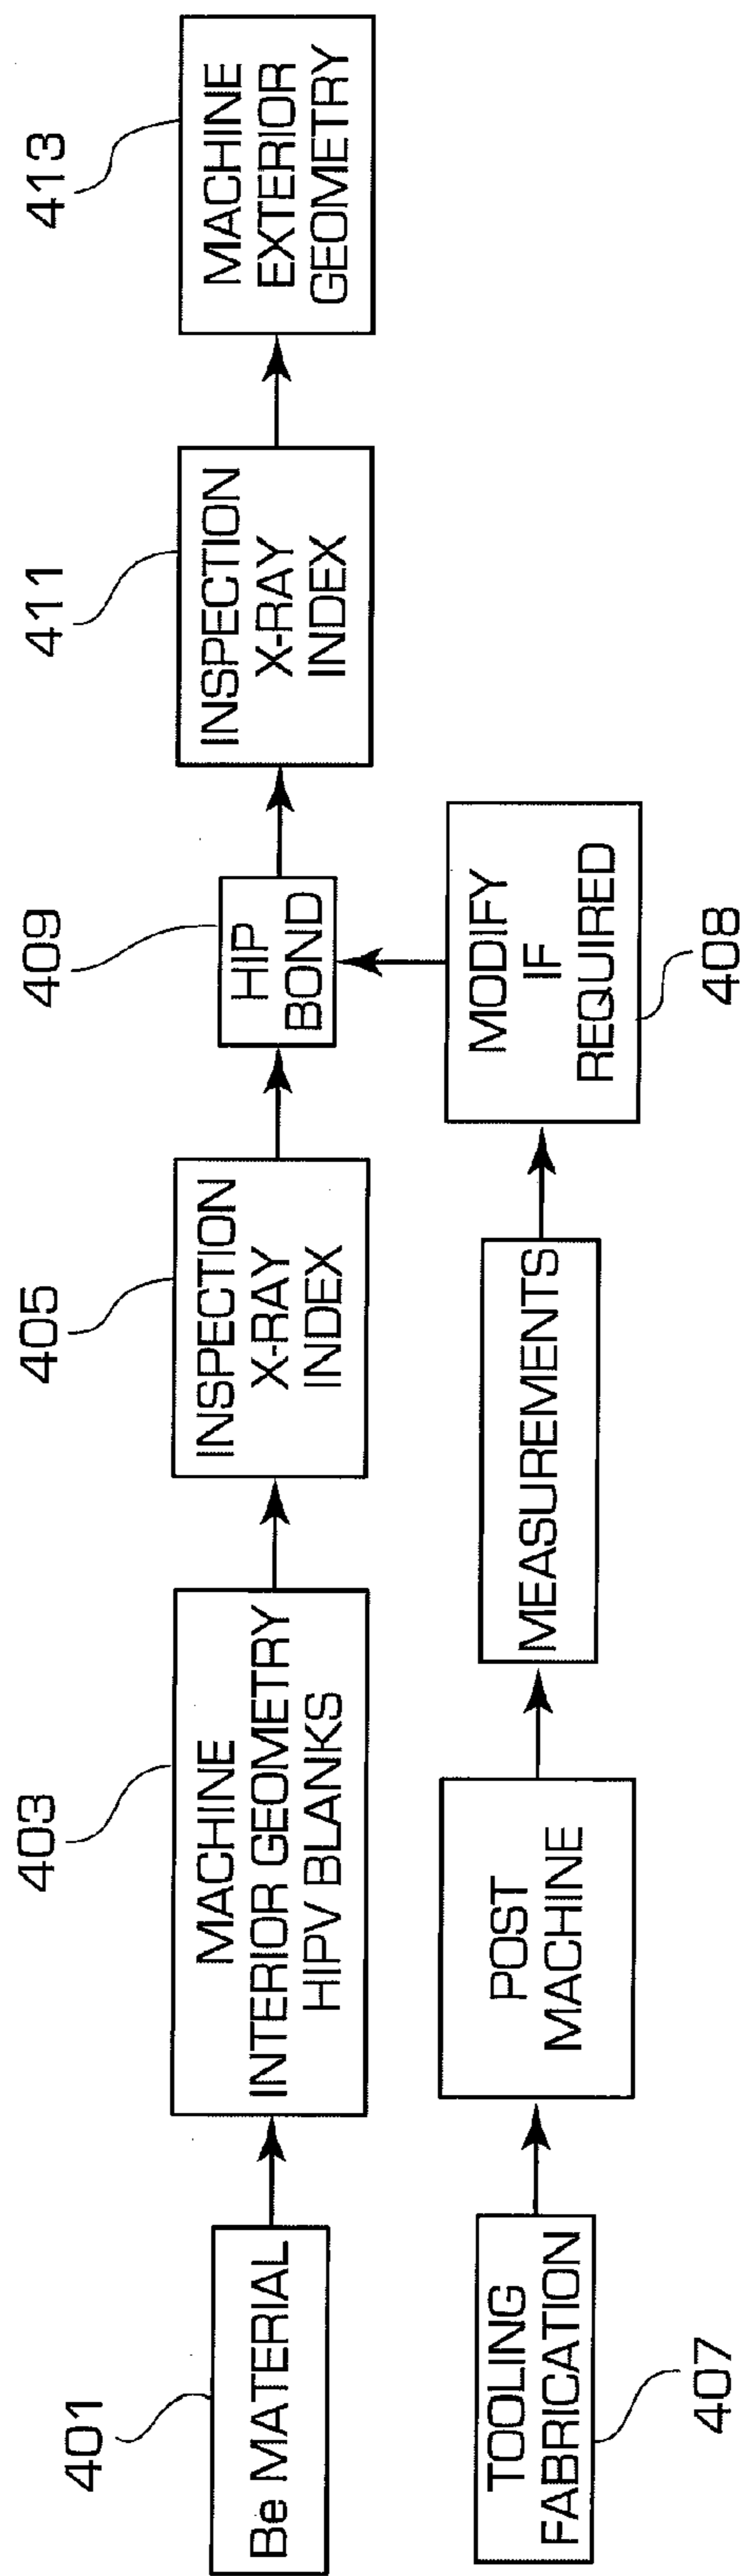 401
Be MATERIAL
403
MACHINE
INTERIOR GEOMETRY
HIPV BLANKS
405
INSPECTION
X-RAY
INDEX
409
HIP
BOND
411
INSPECTION
X-RAY
INDEX
413
MACHINE
EXTERIOR
GEOMETRY
TOOLING
FABRICATION
407
POST
MACHINE
MEASUREMENTS
MODIFY
IF
REQUIRED
408